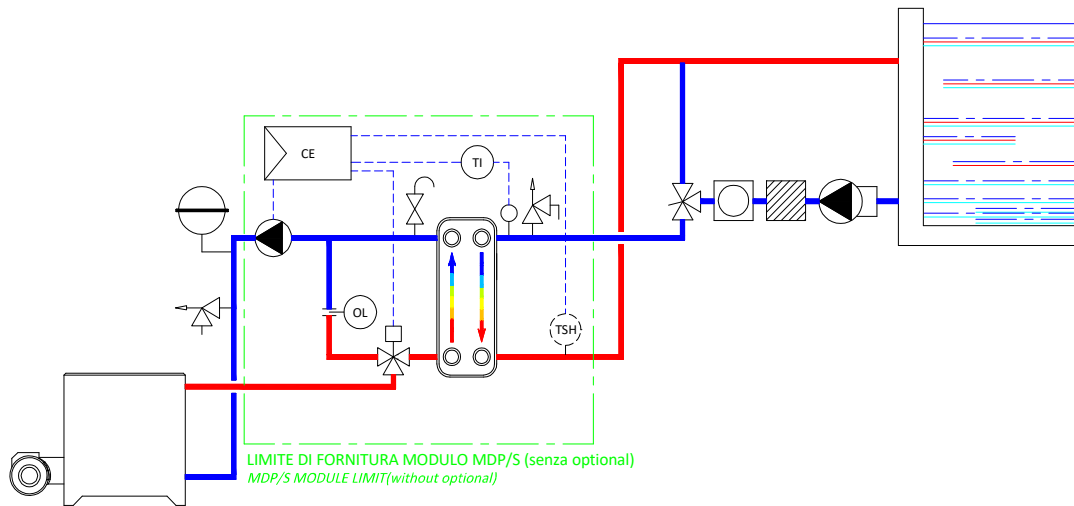 CE
TI
OL
TSH
LIMITE DI FORNITURA MODULO MDP/S (senza optional)
MDP/S MODULE LIMIT(without optional)